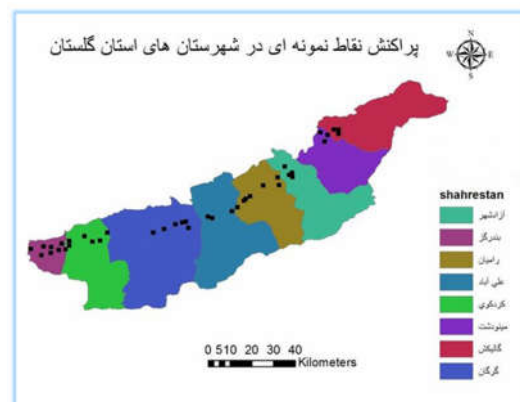 پراکنش نقاط نمونه ای در شهرستان های استان گلستان
N
W E
S
shahrestan
ازادشهر
بندرگز
رامیان
علی آباد
کردکوی
مینودشت
گالیکش
گرگان
0 5 10 20 30 40
Kilometers